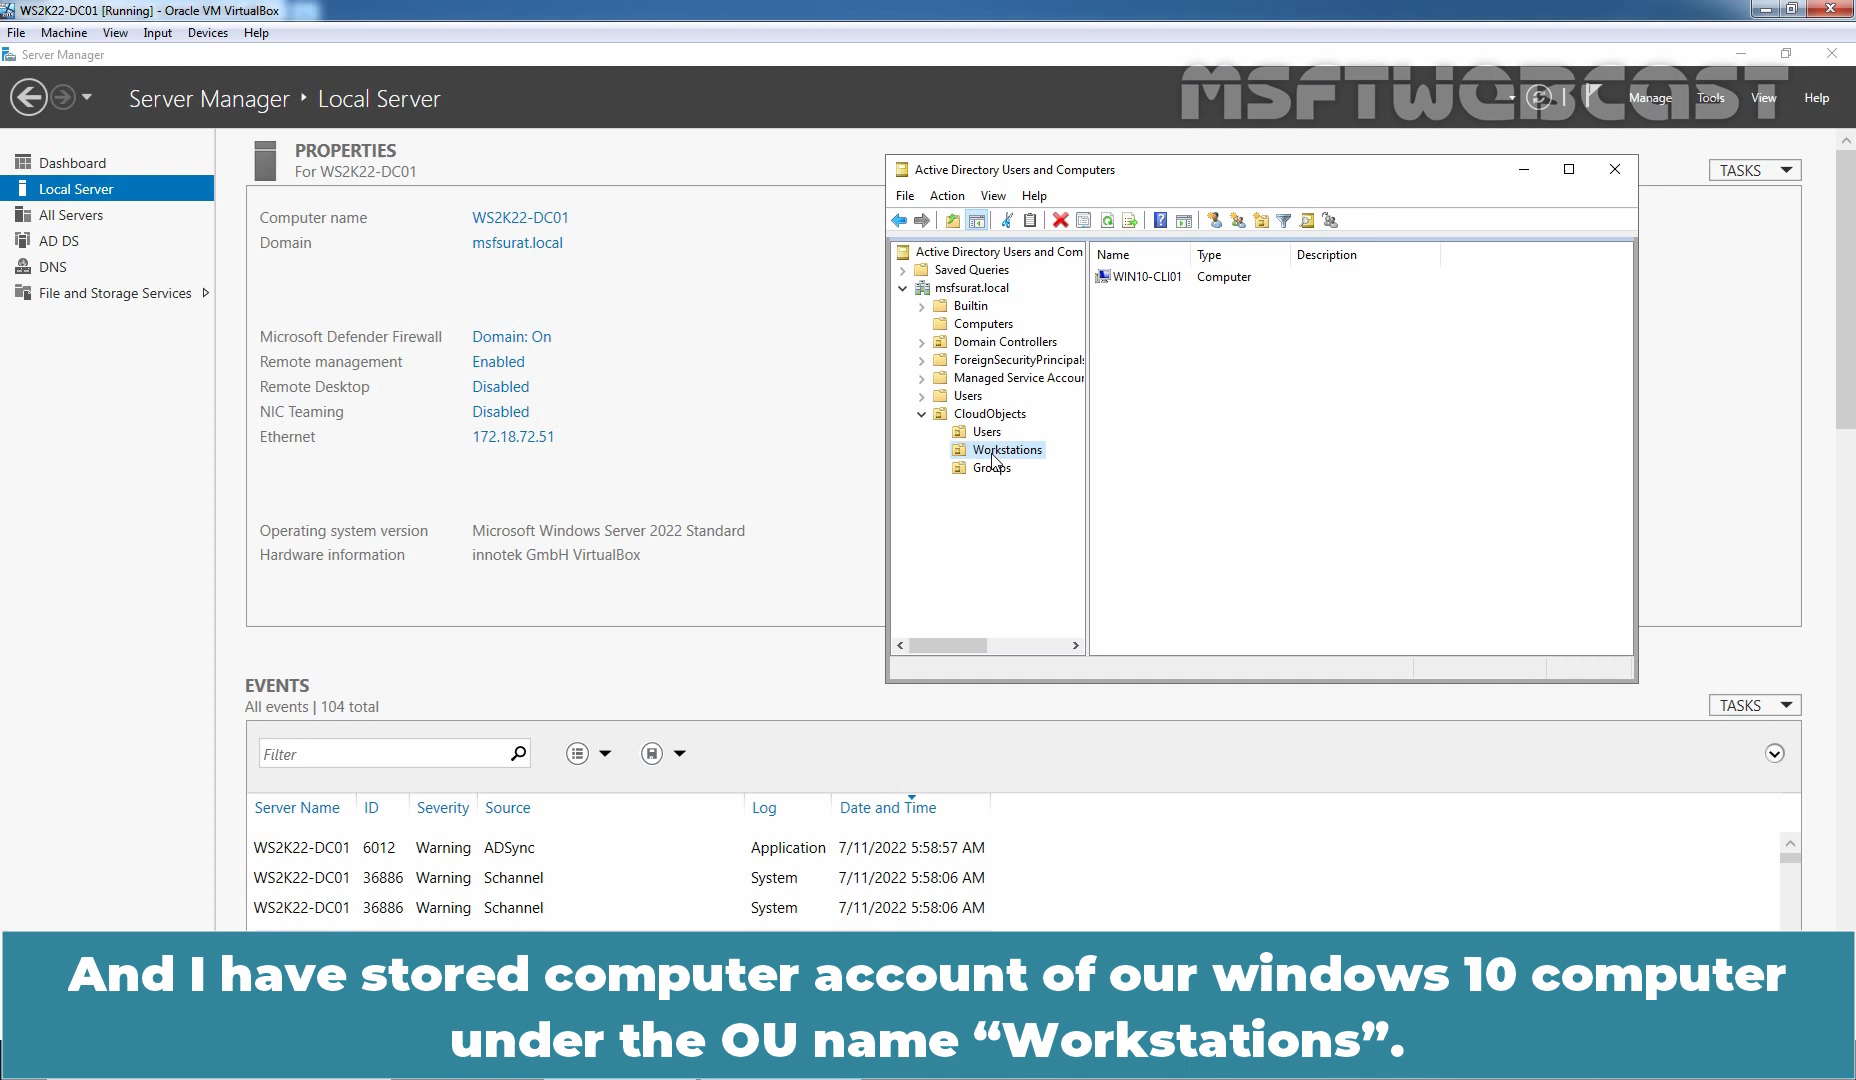 WS2K22-DC01 [Running] - Oracle VM VirtualBox
File Machine View Input Devices Help
Server Manager
Server Manager ‣ Local Server
MSFTWEBCAST
Manage Tools View Help
Dashboard
Local Server
All Servers
AD DS
DNS
File and Storage Services
PROPERTIES
For WS2K22-DC01
TASKS
Computer name WS2K22-DC01
Domain msfsurat.local
Microsoft Defender Firewall Domain: On
Remote management Enabled
Remote Desktop Disabled
NIC Teaming Disabled
Ethernet 172.18.72.51
Operating system version Microsoft Windows Server 2022 Standard
Hardware information innotek GmbH VirtualBox
Active Directory Users and Computers
File Action View Help
Active Directory Users and Com
Saved Queries
msfsurat.local
Builtin
Computers
Domain Controllers
ForeignSecurityPrincipals
Managed Service Accour
Users
CloudObjects
Users
Workstations
Groups
Name Type Description
WIN10-CLI01 Computer
EVENTS
All events | 104 total
TASKS
Filter
Server Name ID Severity Source Log Date and Time
WS2K22-DC01 6012 Warning ADSync Application 7/11/2022 5:58:57 AM
WS2K22-DC01 36886 Warning Schannel System 7/11/2022 5:58:06 AM
WS2K22-DC01 36886 Warning Schannel System 7/11/2022 5:58:06 AM
And I have stored computer account of our windows 10 computer
under the OU name “Workstations”.